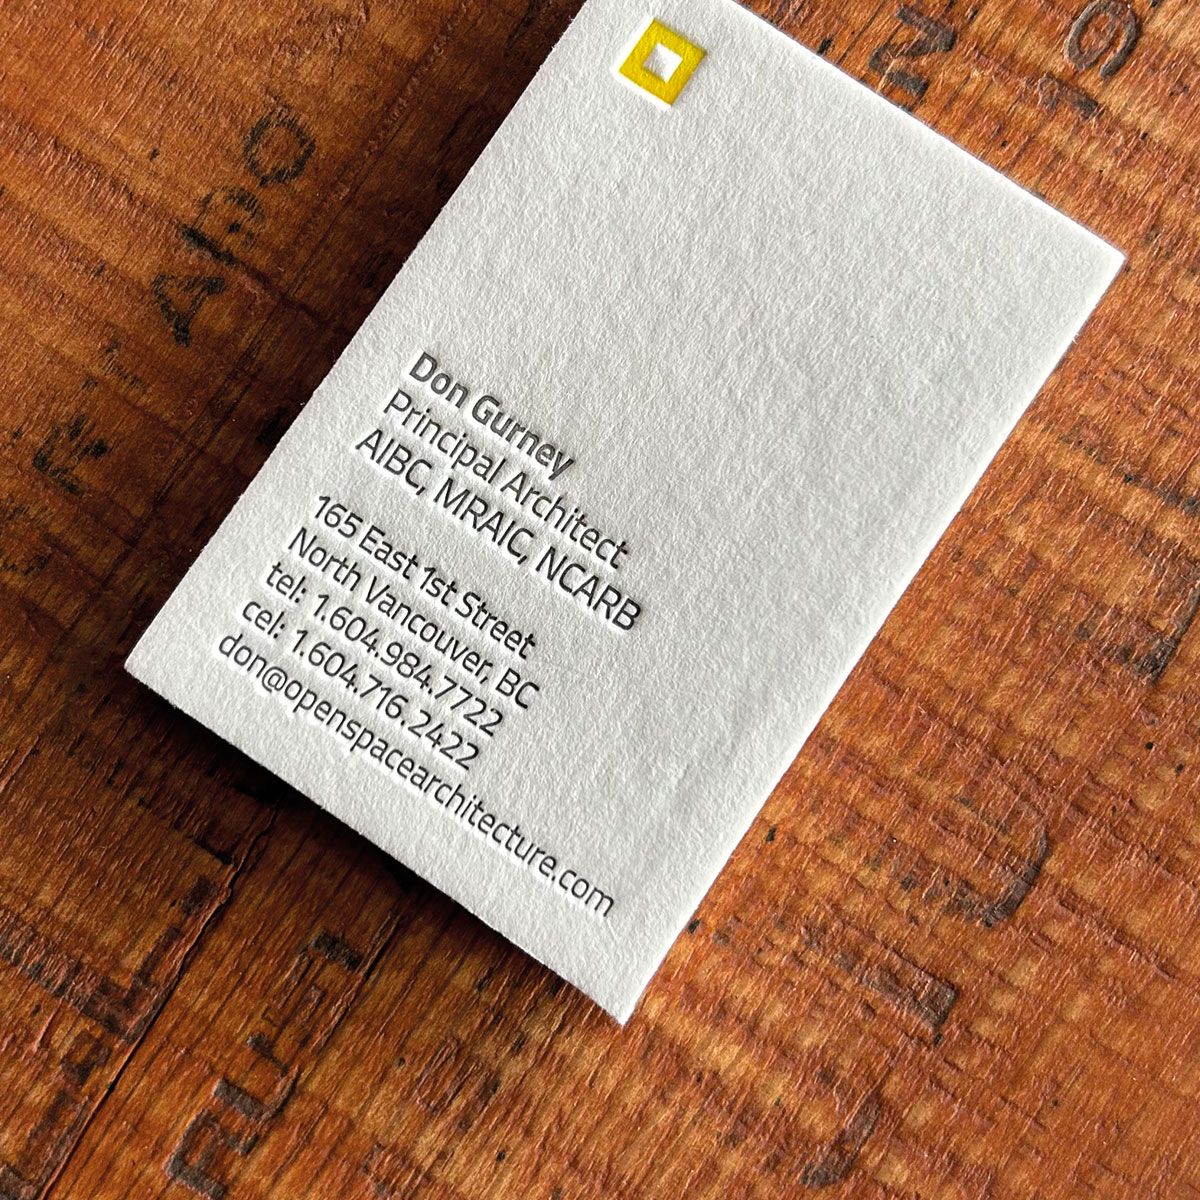 Don Gurney
Principal Architect
AIBC, MRAIC, NCARB
165 East 1st Street
North Vancouver, BC
tel: 1.604.984.7722
cel: 1.604.716.2422
don@openspacearchitecture.com